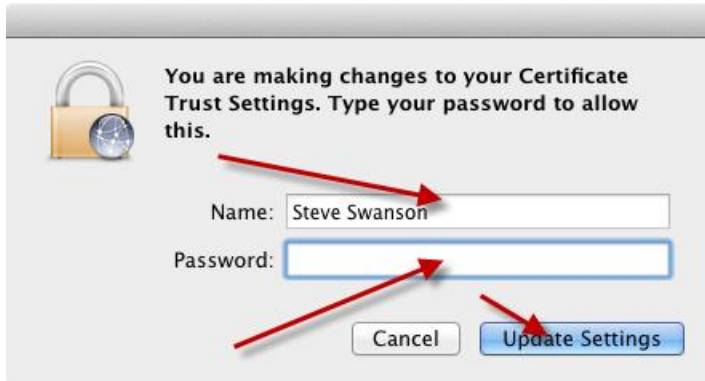 You are making changes to your Certificate
Trust Settings. Type your password to allow
this.
Name: Steve Swanson
Password:
Cancel Update Settings